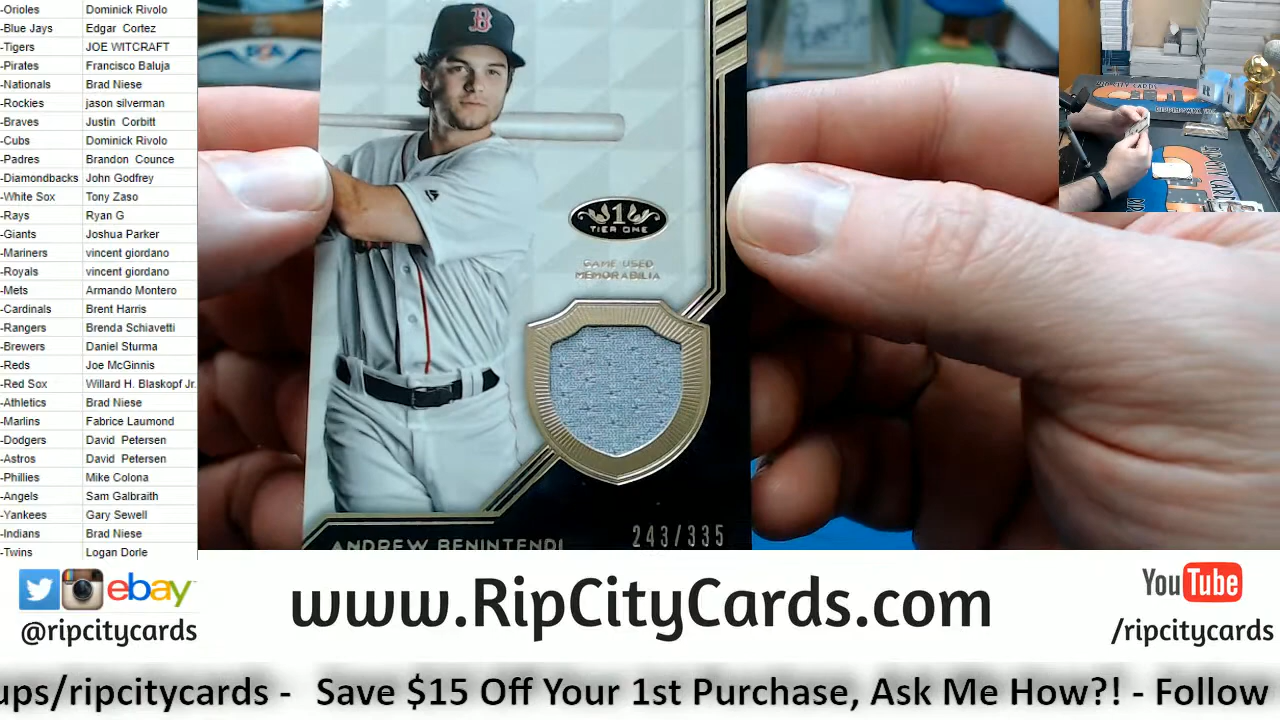 -Orioles Dominick Rivolo
-Blue Jays Edgar Cortez
-Tigers JOE WITCRAFT
-Pirates Francisco Baluja
-Nationals Brad Niese
-Rockies jason silverman
-Braves Justin Corbitt
-Cubs Dominick Rivolo
-Padres Brandon Counce
-Diamondbacks John Godfrey
-White Sox Tony Zaso
-Rays Ryan G
-Giants Joshua Parker
-Mariners vincent giordano
-Royals vincent giordano
-Mets Armando Montero
-Cardinals Brent Harris
-Rangers Brenda Schiavetti
-Brewers Daniel Sturma
-Reds Joe McGinnis
-Red Sox Willard H. Blaskopf Jr.
-Athletics Brad Niese
-Marlins Fabrice Laumond
-Dodgers David Petersen
-Astros David Petersen
-Phillies Mike Colona
-Angels Sam Galbraith
-Yankees Gary Sewell
-Indians Brad Niese
-Twins Logan Dorle
B
1
TIER ONE
GAME USED
MEMORABILIA
243/335
ANDREW BENINTENDI
RIP CITY CARDS
ebay
@ripcitycards
www.RipCityCards.com
YouTube
/ripcitycards
ups/ripcitycards - Save $15 Off Your 1st Purchase, Ask Me How?! - Follow